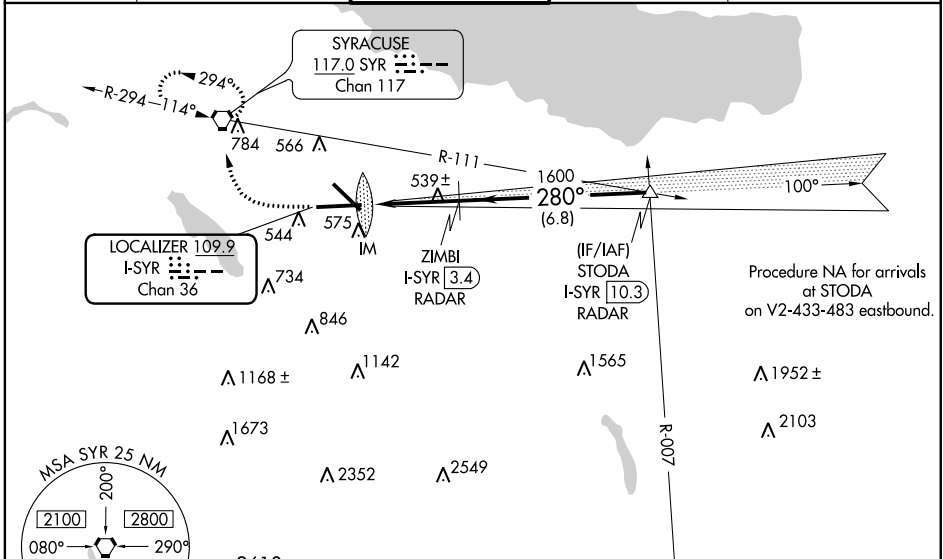 SYRACUSE
117.0 SYR
Chan 117
294°
R-294
114°
784
566
R-111
539±
1600
280°
(6.8)
100°
544
575
IM
LOCALIZER 109.9
I-SYR
Chan 36
ZIMBI
I-SYR 3.4
RADAR
(IF/IAF)
STODA
I-SYR 10.3
RADAR
Procedure NA for arrivals
at STODA
on V2-433-483 eastbound.
734
846
1142
1565
1168 ±
1952 ±
1673
2103
R-007
2352
2549
MSA SYR 25 NM
200°
2100
2800
080°
290°